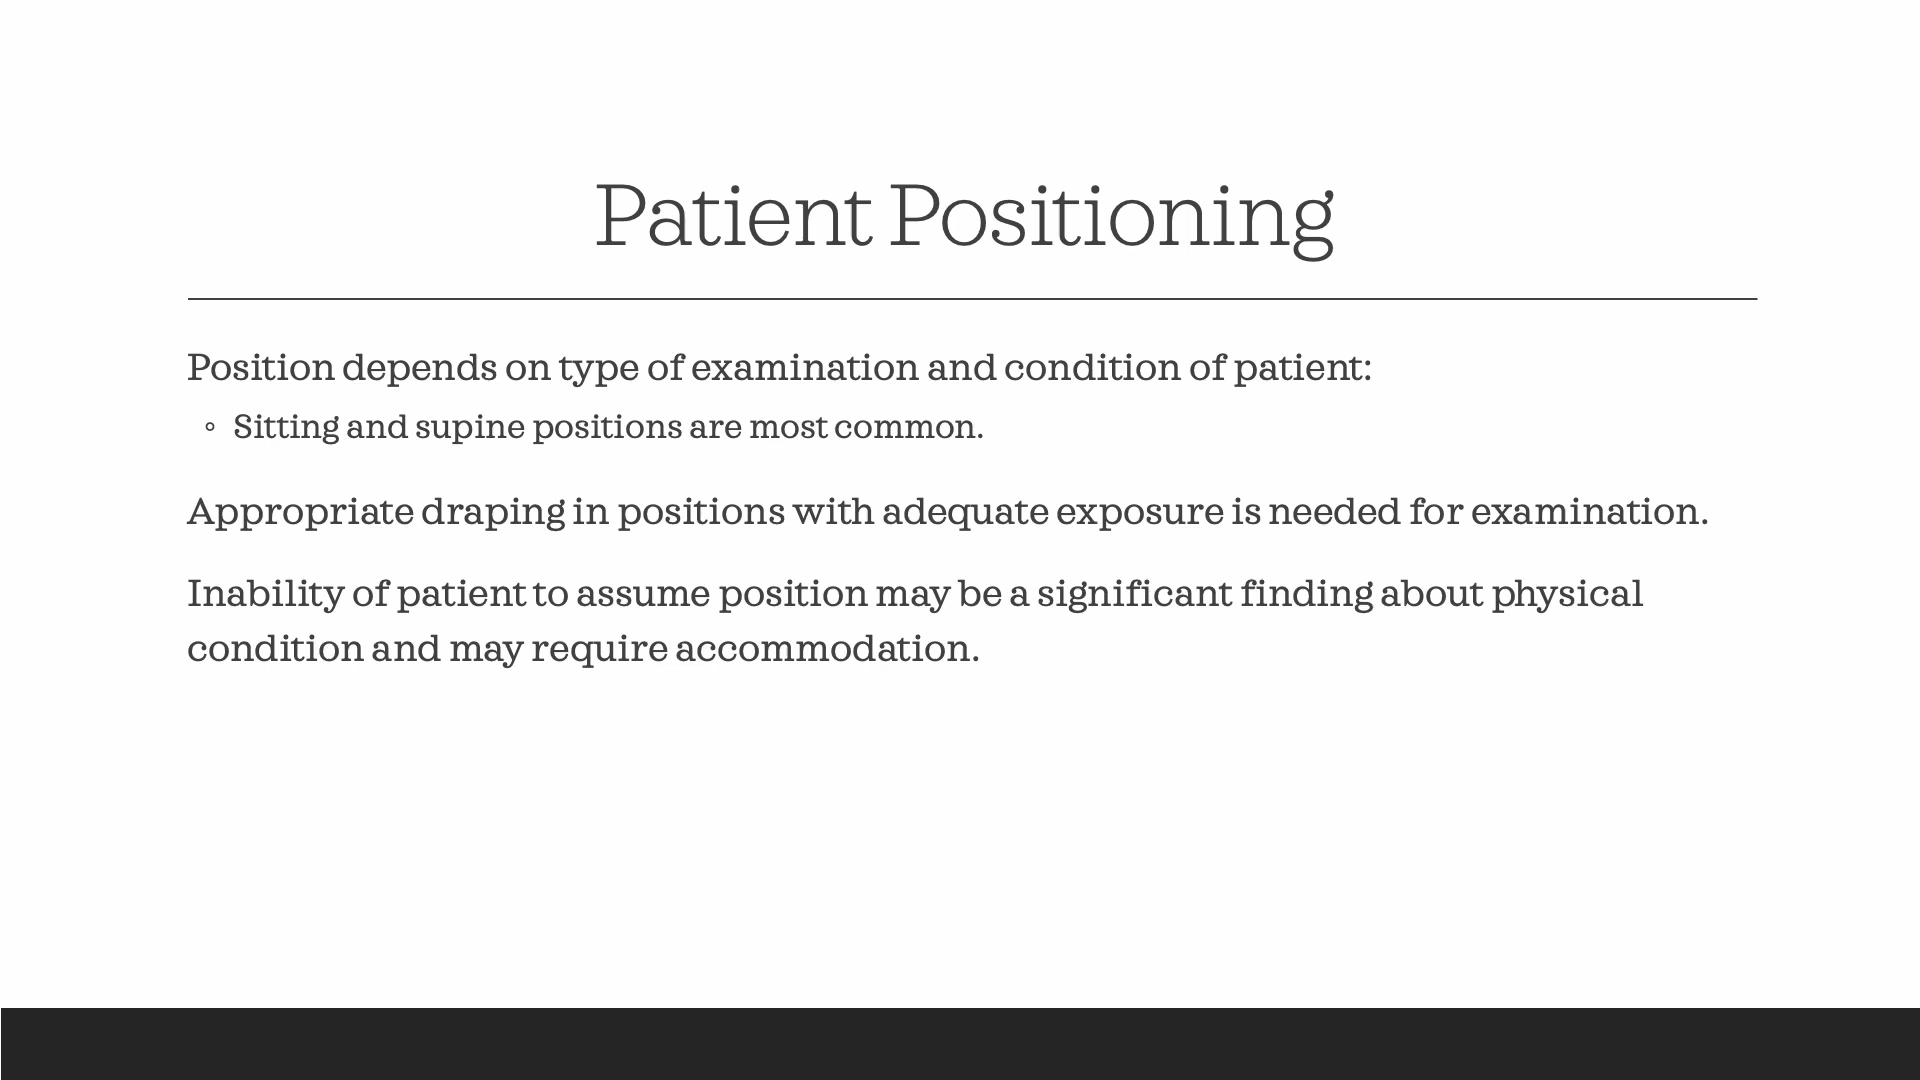 Patient Positioning
Position depends on type of examination and condition of patient:
◦ Sitting and supine positions are most common.
Appropriate draping in positions with adequate exposure is needed for examination.
Inability of patient to assume position may be a significant finding about physical
condition and may require accommodation.